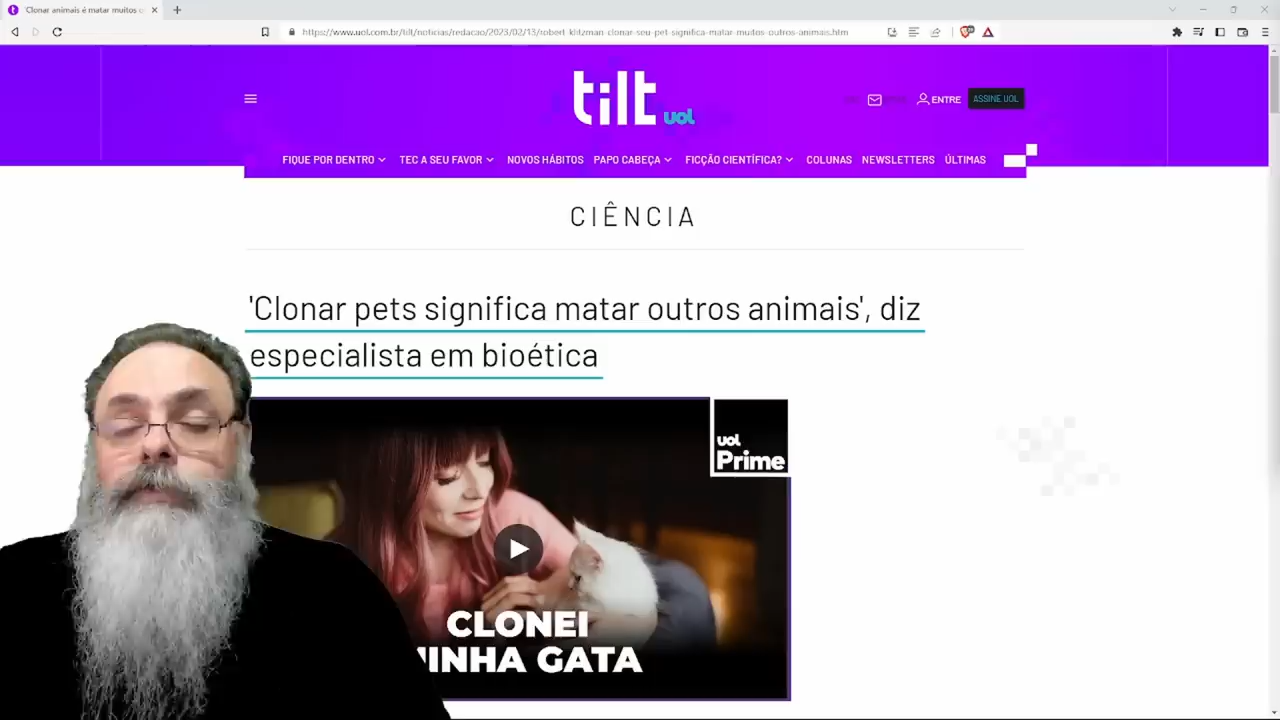 'Clonar animais é matar muitos o
https://www.uol.com.br/tilt/noticias/redacao/2023/02/13/robert-klitzman-clonar-seu-pet-significa-matar-muitos-outros-animais.htm
tilt uol
ENTRE
ASSINE UOL
FIQUE POR DENTRO TEC A SEU FAVOR NOVOS HÁBITOS PAPO CABEÇA FICÇÃO CIENTÍFICA? COLUNAS NEWSLETTERS ÚLTIMAS
CIÊNCIA
'Clonar pets significa matar outros animais', diz
especialista em bioética
uol
Prime
CLONEI
INHA GATA